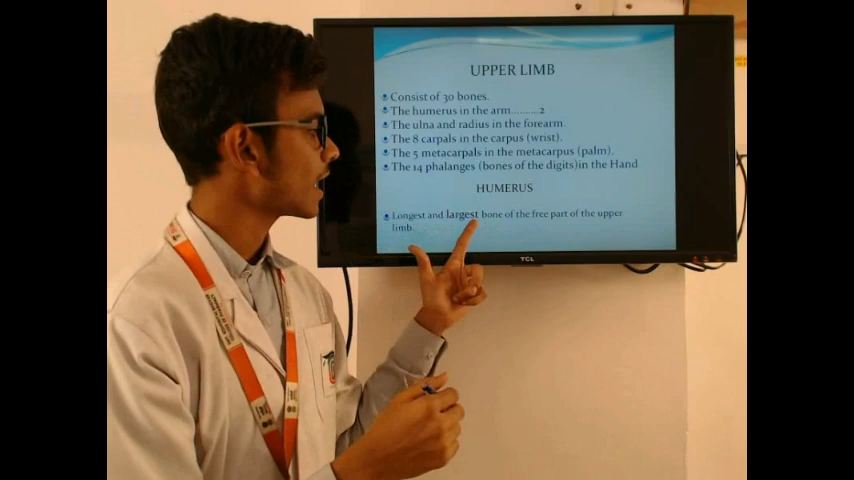 UPPER LIMB
Consist of 30 bones.
The humerus in the arm..........2
The ulna and radius in the forearm.
The 8 carpals in the carpus (wrist).
The 5 metacarpals in the metacarpus (palm),
The 14 phalanges (bones of the digits)in the Hand
HUMERUS
Longest and largest bone of the free part of the upper
limb.
TCL